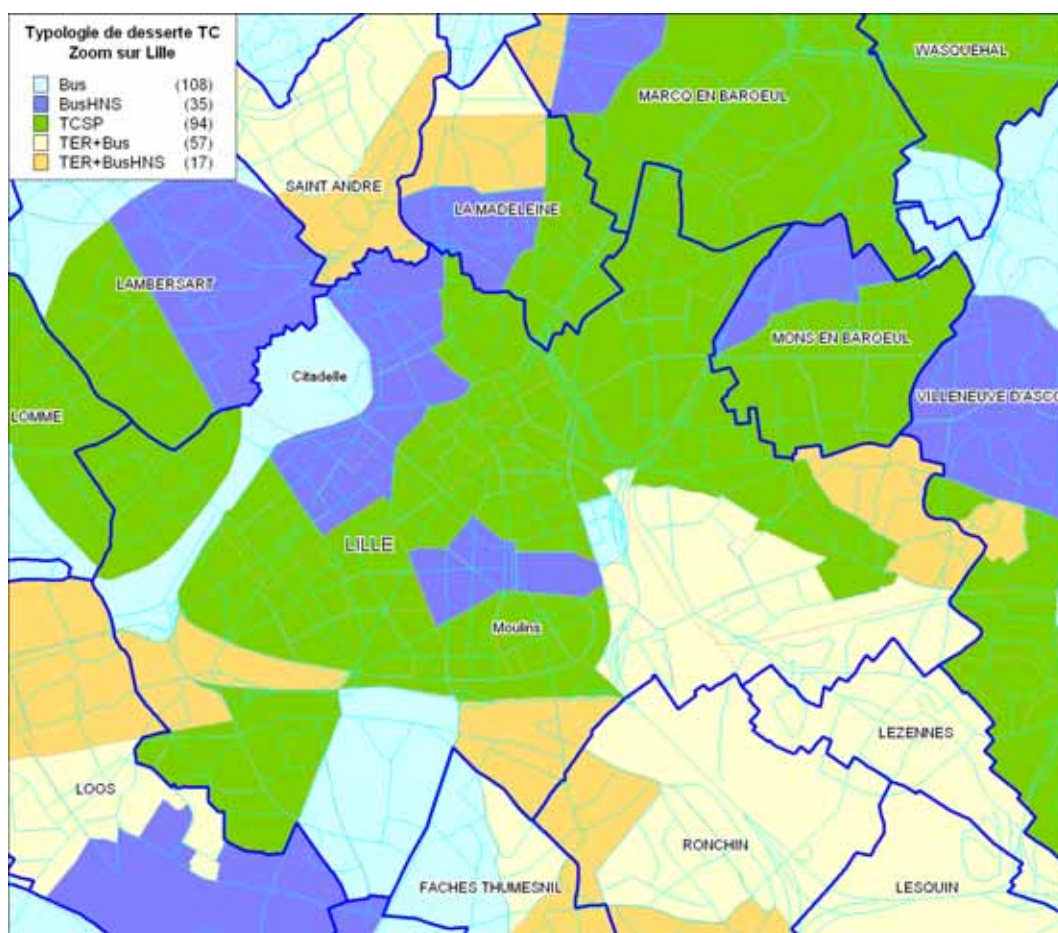 Typologie de desserte TC
Zoom sur Lille
Bus (108)
BusHNS (35)
TCSP (94)
TER+Bus (57)
TER+BusHNS (17)
WASQUEHAL
MARCQ EN BAROEUL
SAINT ANDRE
LA MADELEINE
LAMBERSART
MONS EN BAROEUL
Citadelle
VILLENEUVE D'ASCQ
LOMME
LILLE
Moulins
LEZENNES
LOOS
RONCHIN
FACHES THUMESNIL
LESQUIN